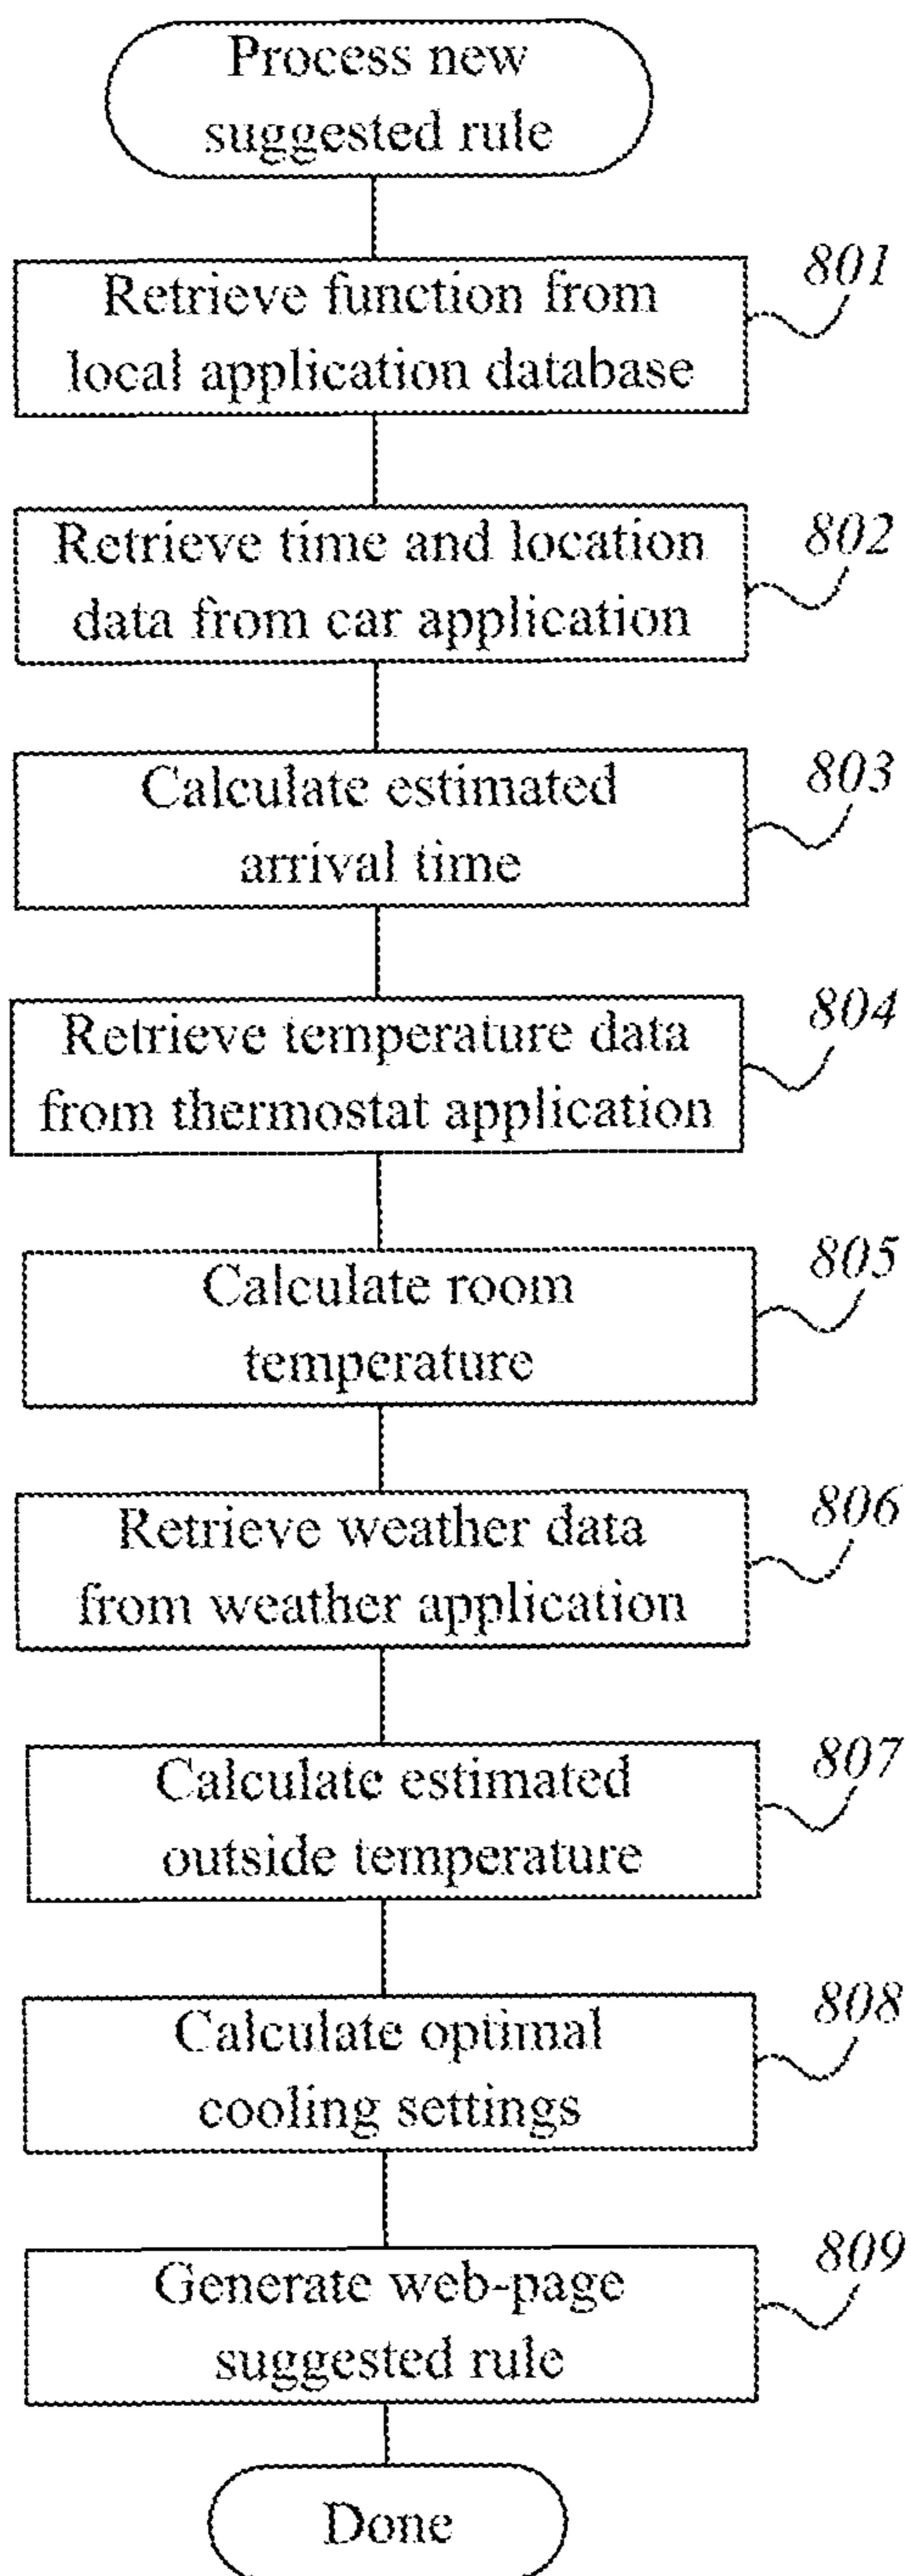 Process new
suggested rule
801
Retrieve function from
local application database
802
Retrieve time and location
data from car application
803
Calculate estimated
arrival time
804
Retrieve temperature data
from thermostat application
805
Calculate room
temperature
806
Retrieve weather data
from weather application
807
Calculate estimated
outside temperature
808
Calculate optimal
cooling settings
809
Generate web-page
suggested rule
Done